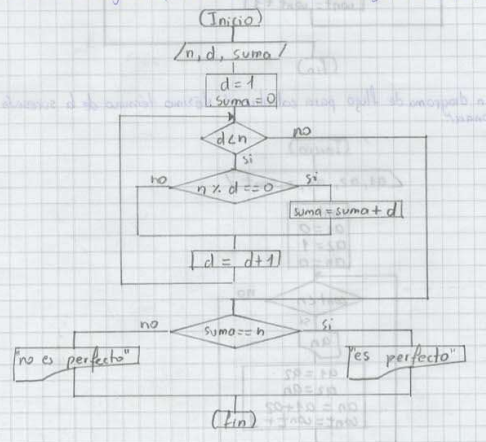 (Inicio)
n, d, suma
d = 1
suma = 0
d < n
no
si
no
n % d == 0
si
suma = suma + d
d = d+1
no
suma == n
si
"no es perfecto"
"es perfecto"
(fin)